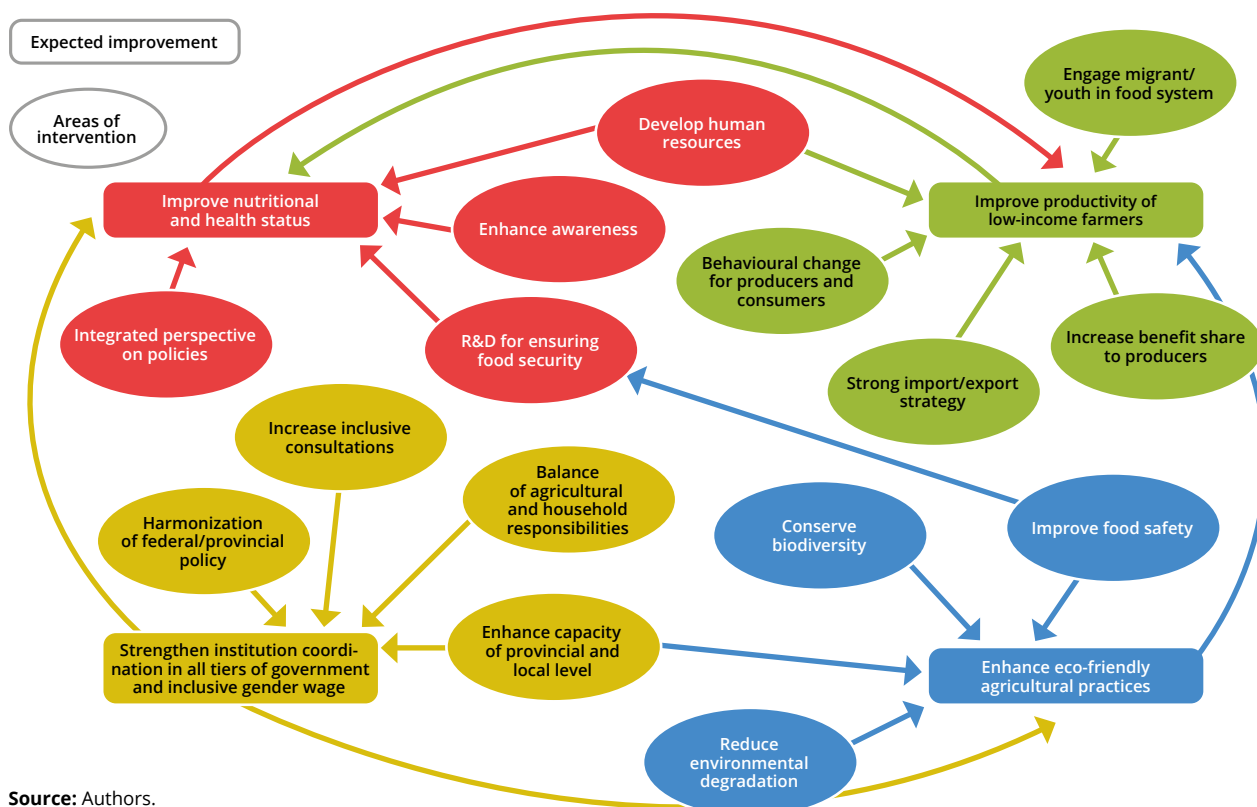 Expected improvement
Areas of
intervention
Engage migrant/
youth in food system
Develop human
resources
Improve nutritional
and health status
Improve productivity of
low-income farmers
Enhance awareness
Behavioural change
for producers and
consumers
Integrated perspective
on policies
R&D for ensuring
food security
Increase benefit share
to producers
Strong import/export
strategy
Increase inclusive
consultations
Balance
of agricultural
and household
responsibilities
Harmonization
of federal/provincial
policy
Conserve
biodiversity
Improve food safety
Strengthen institution coordi-
nation in all tiers of government
and inclusive gender wage
Enhance capacity
of provincial and
local level
Enhance eco-friendly
agricultural practices
Reduce
environmental
degradation
Source: Authors.